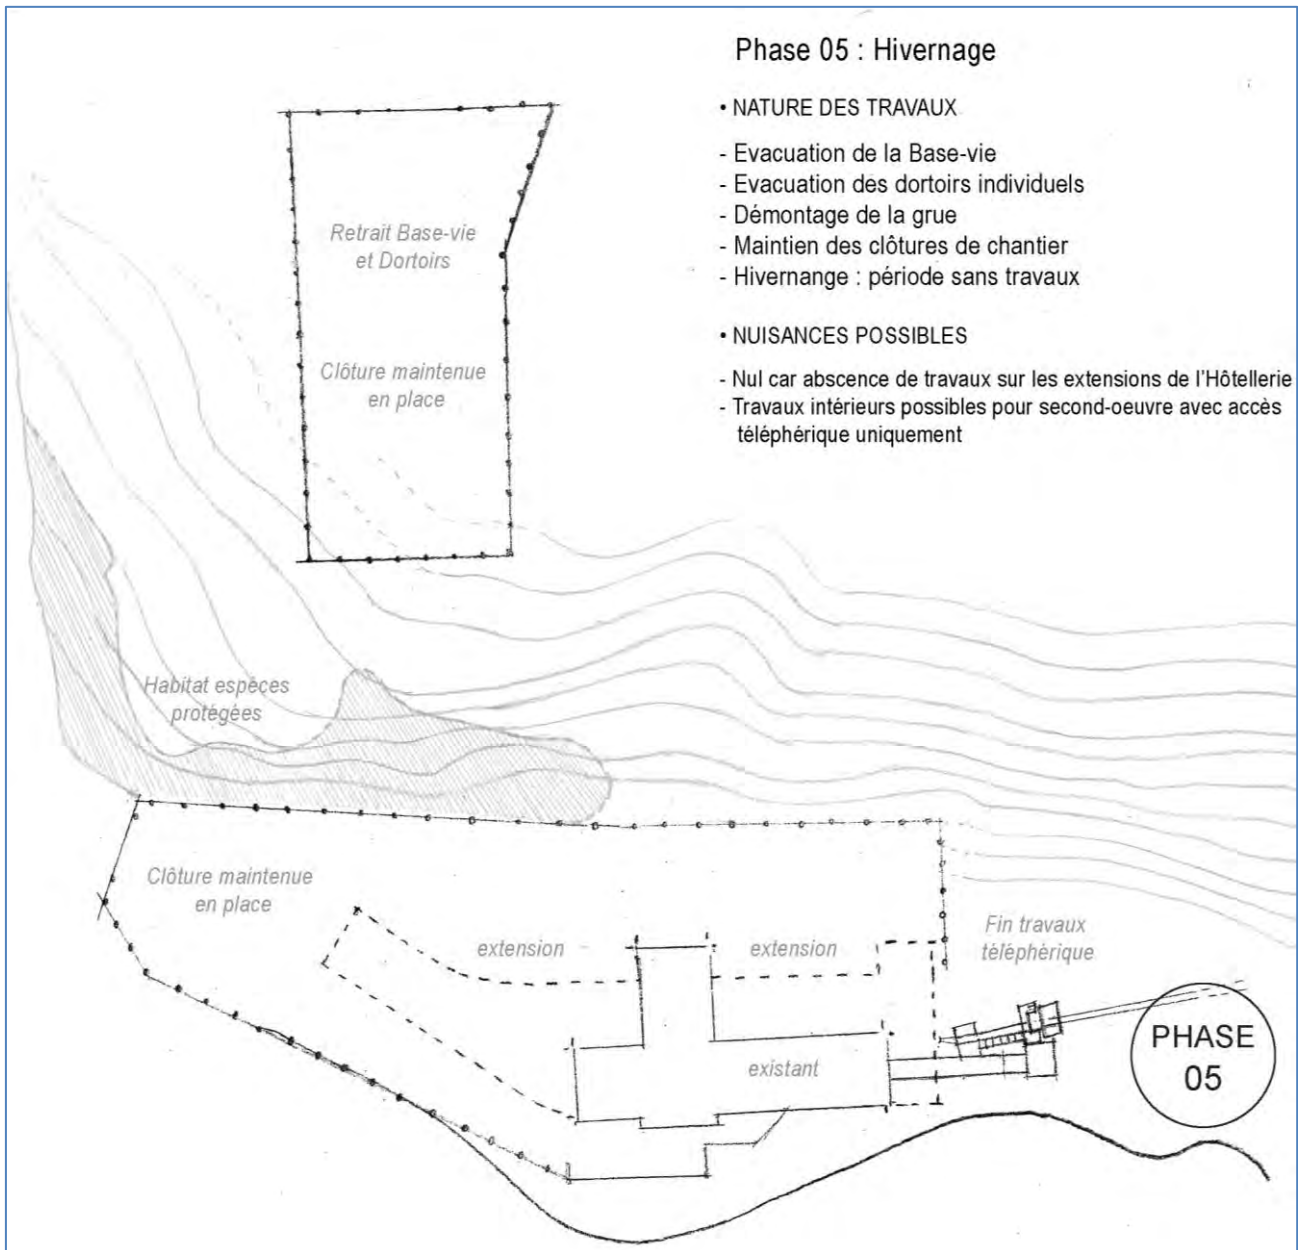 Phase 05 : Hivernage
• NATURE DES TRAVAUX
- Evacuation de la Base-vie
- Evacuation des dortoirs individuels
- Démontage de la grue
- Maintien des clôtures de chantier
- Hivernange : période sans travaux
• NUISANCES POSSIBLES
- Nul car abscence de travaux sur les extensions de l'Hôtellerie
- Travaux intérieurs possibles pour second-oeuvre avec accès
téléphérique uniquement
Retrait Base-vie
et Dortoirs
Clôture maintenue
en place
Habitat espèces
protégées
Clôture maintenue
en place
extension
extension
Fin travaux
téléphérique
existant
PHASE
05